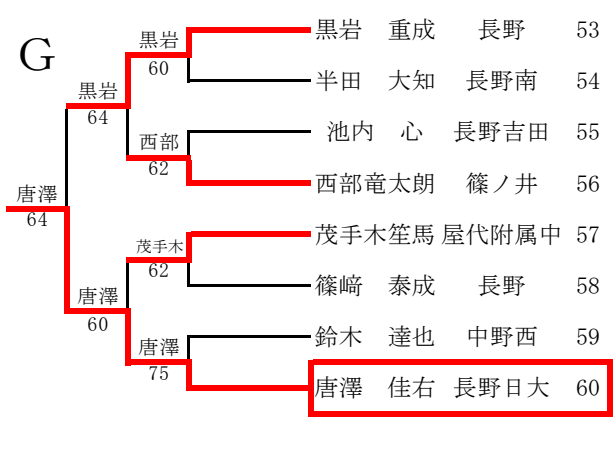 G
黒岩 重成 長野 53
黒岩
60
半田 大知 長野南 54
黒岩
64
池内 心 長野吉田 55
西部
62
西部竜太朗 篠ノ井 56
唐澤
64
茂手木笙馬 屋代附属中 57
茂手木
62
篠﨑 泰成 長野 58
唐澤
60
鈴木 達也 中野西 59
唐澤
75
唐澤 佳右 長野日大 60